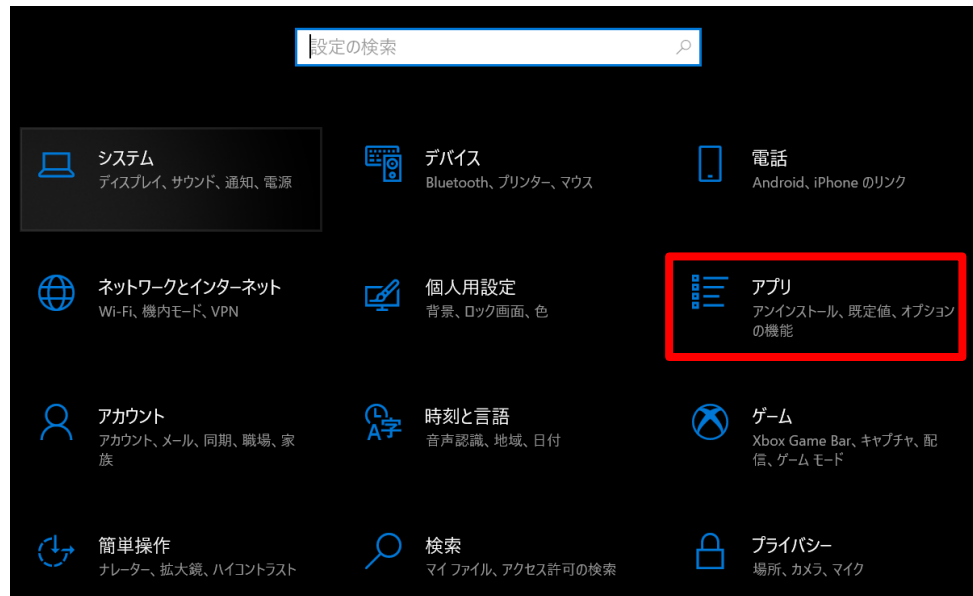 設定の検索
システム
ディスプレイ、サウンド、通知、電源
デバイス
Bluetooth、プリンター、マウス
電話
Android、iPhone のリンク
ネットワークとインターネット
Wi-Fi、機内モード、VPN
個人用設定
背景、ロック画面、色
アプリ
アンインストール、既定値、オプション
の機能
アカウント
アカウント、メール、同期、職場、家
族
時刻と言語
音声認識、地域、日付
ゲーム
Xbox Game Bar、キャプチャ、配
信、ゲーム モード
簡単操作
ナレーター、拡大鏡、ハイコントラスト
検索
マイ ファイル、アクセス許可の検索
プライバシー
場所、カメラ、マイク